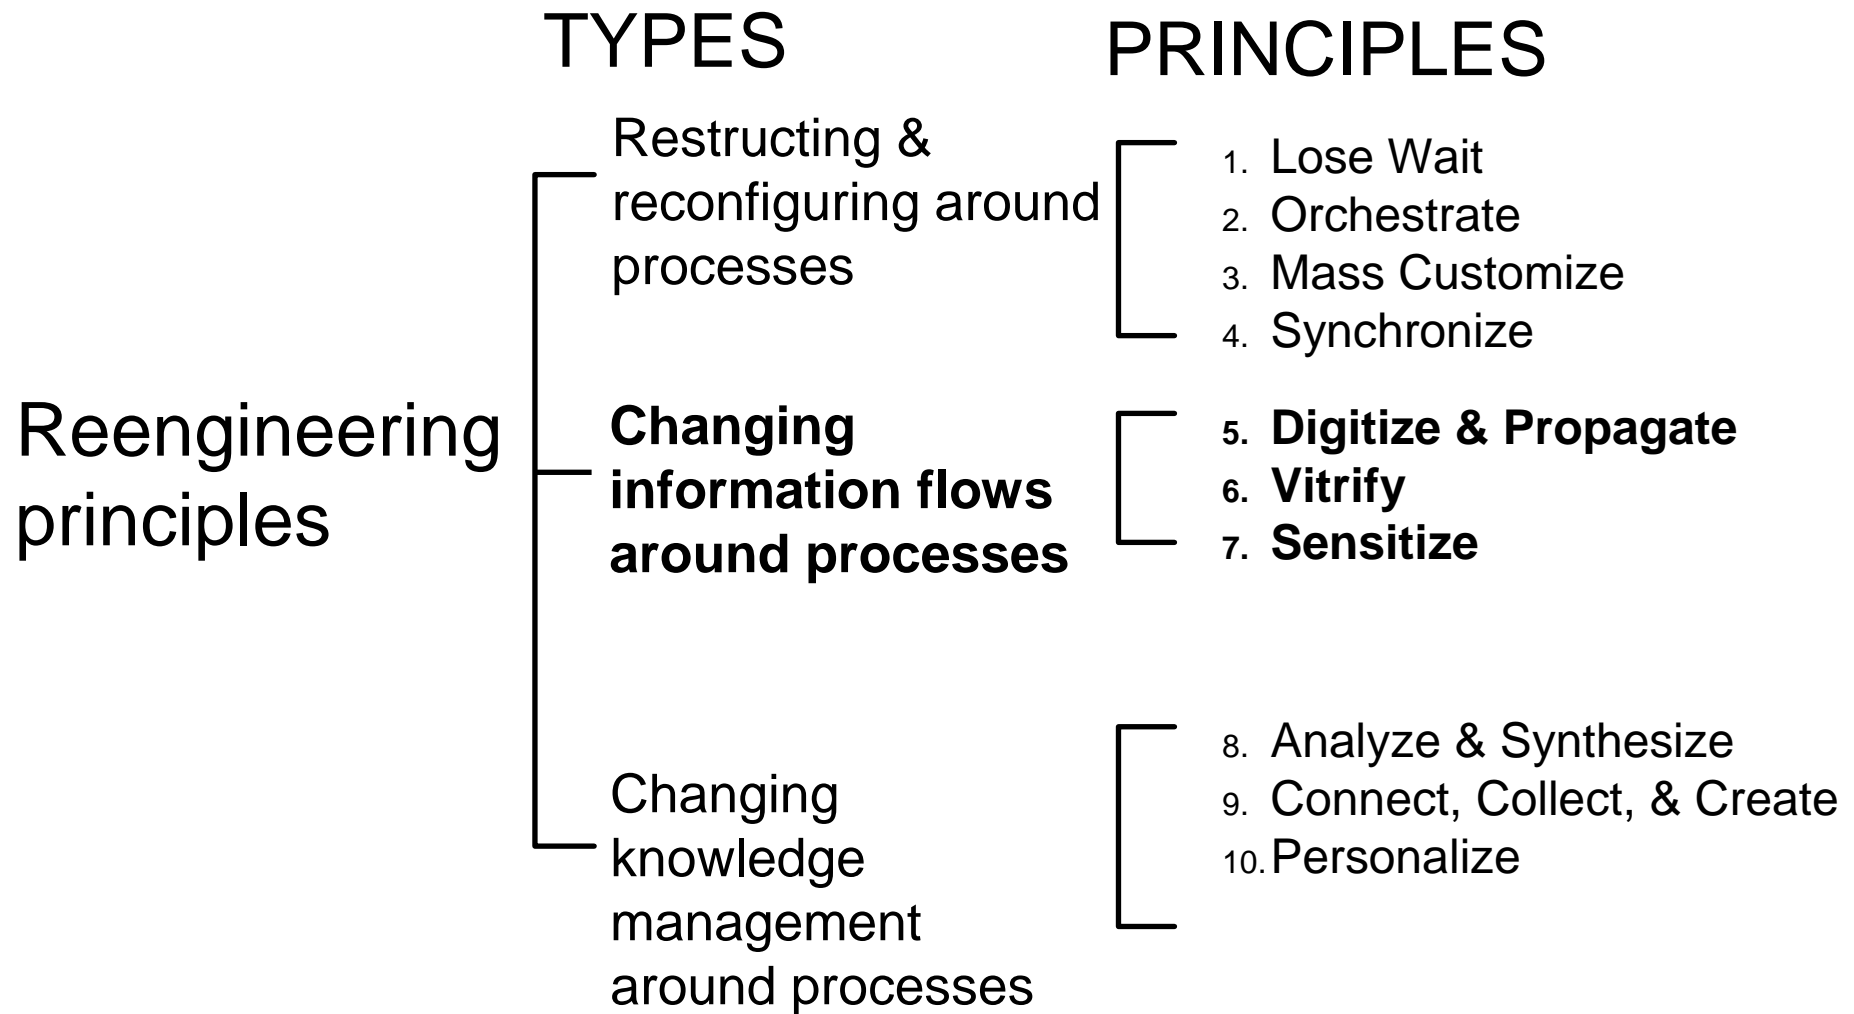 TYPES
PRINCIPLES
Reengineering
principles
Restructing &
reconfiguring around
processes
1. Lose Wait
2. Orchestrate
3. Mass Customize
4. Synchronize
Changing
information flows
around processes
5. Digitize & Propagate
6. Vitrify
7. Sensitize
Changing
knowledge
management
around processes
8. Analyze & Synthesize
9. Connect, Collect, & Create
10. Personalize